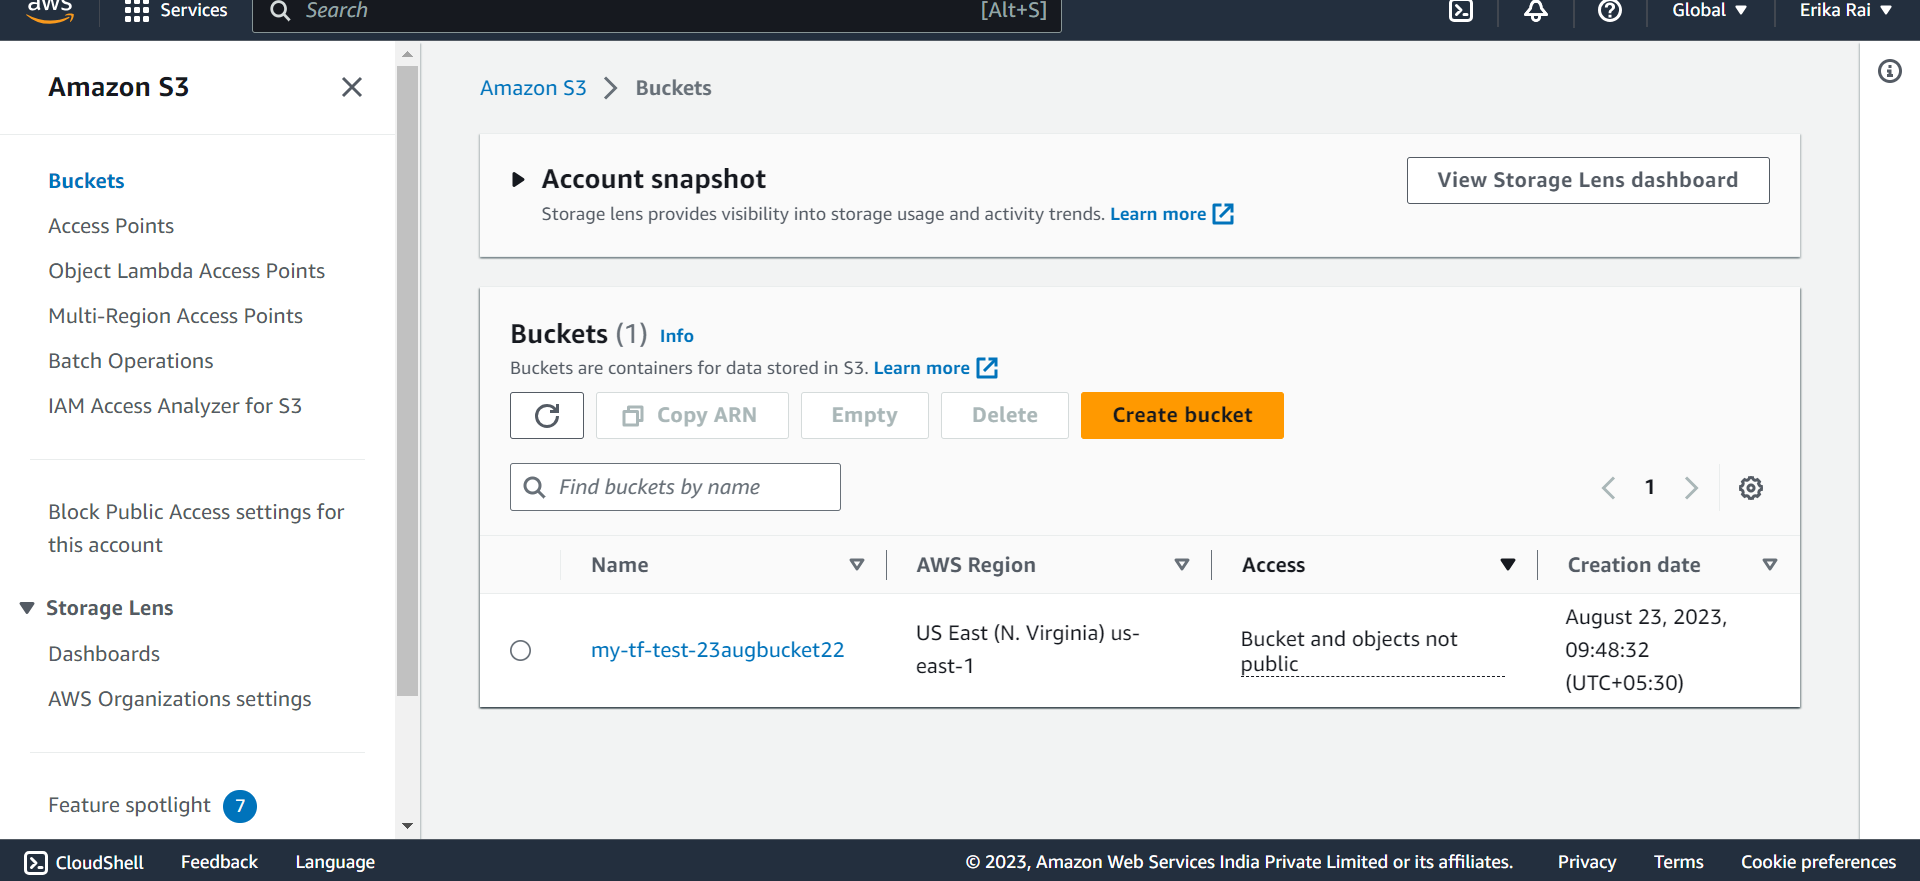 aws
Services
Search
[Alt+S]
Global
Erika Rai
Amazon S3
Buckets
Access Points
Object Lambda Access Points
Multi-Region Access Points
Batch Operations
IAM Access Analyzer for S3
Block Public Access settings for
this account
Storage Lens
Dashboards
AWS Organizations settings
Feature spotlight 7
Amazon S3 > Buckets
Account snapshot
Storage lens provides visibility into storage usage and activity trends. Learn more
View Storage Lens dashboard
Buckets (1) Info
Buckets are containers for data stored in S3. Learn more
Copy ARN
Empty
Delete
Create bucket
Find buckets by name
1
Name
AWS Region
Access
Creation date
my-tf-test-23augbucket22
US East (N. Virginia) us-
east-1
Bucket and objects not
public
August 23, 2023,
09:48:32
(UTC+05:30)
CloudShell
Feedback
Language
© 2023, Amazon Web Services India Private Limited or its affiliates.
Privacy
Terms
Cookie preferences